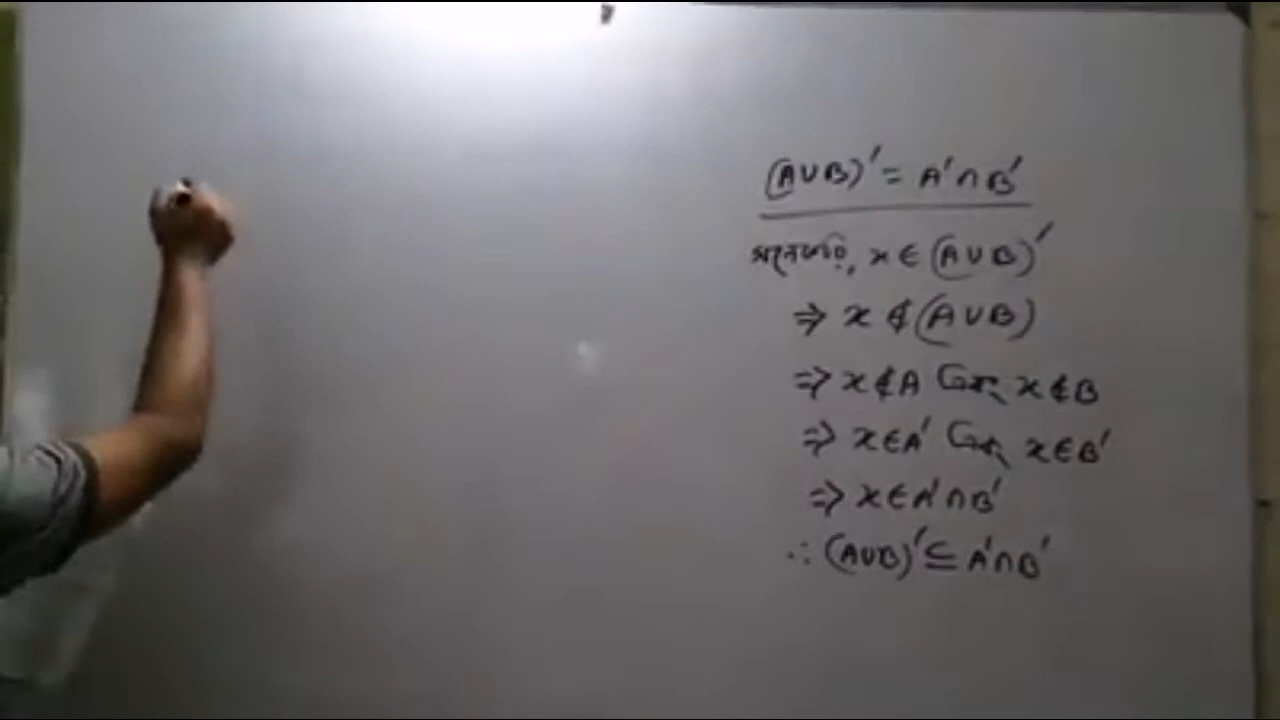 (A∪B)′ = A′∩B′
মনেকরি, x ∈ (A∪B)′
⇒ x ∉ (A∪B)
⇒ x∉A এবং x∉B
⇒ x∈A′ এবং x∈B′
⇒ x∈A′∩B′
∴ (A∪B)′ ⊆ A′∩B′